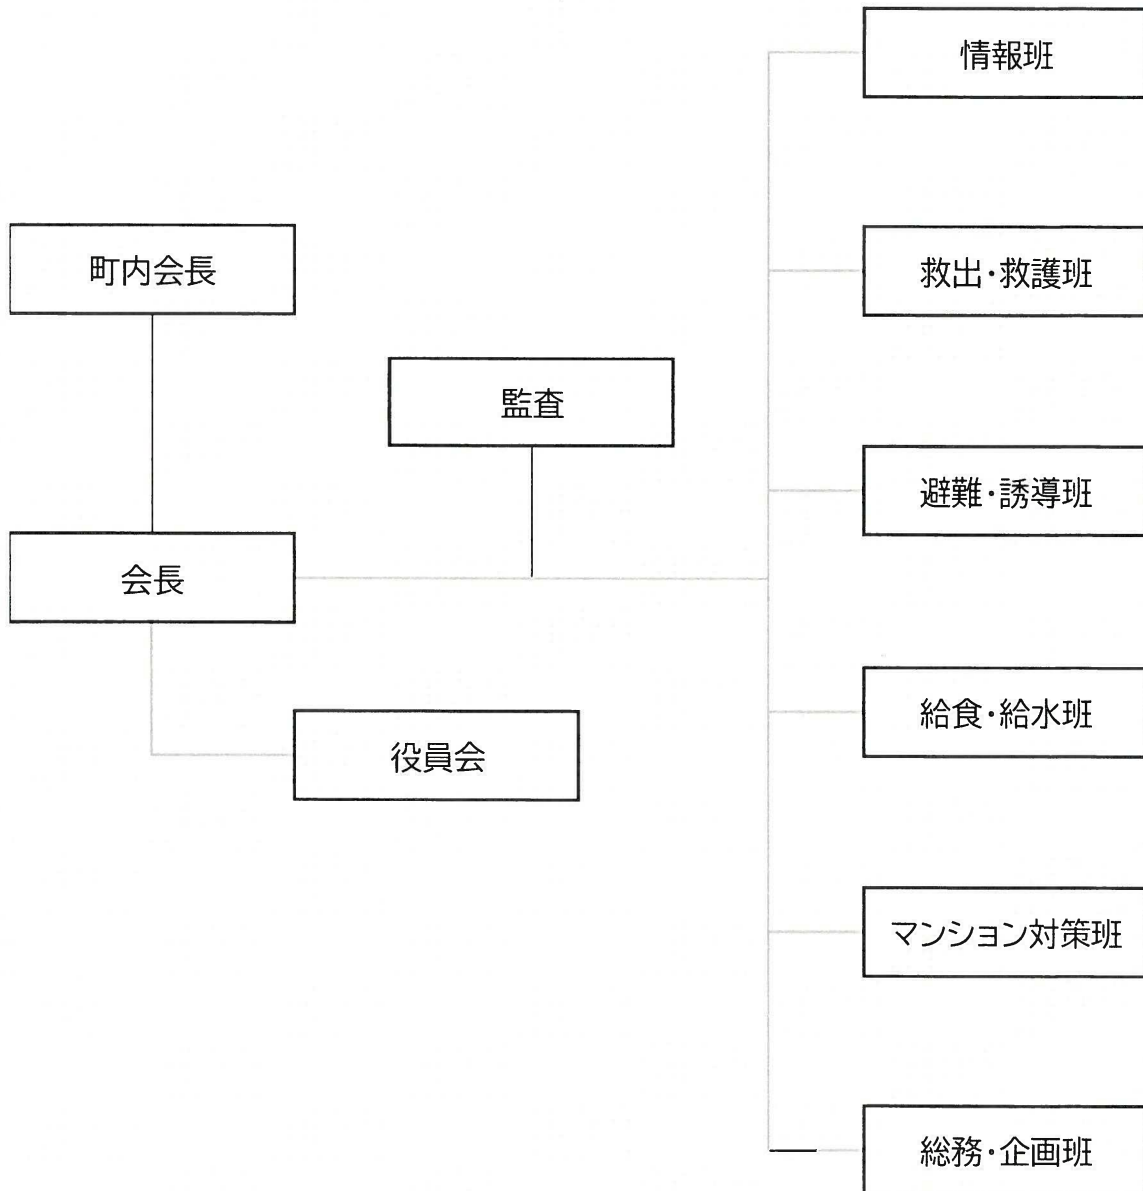 情報班
町内会長
救出・救護班
監査
避難・誘導班
会長
給食・給水班
役員会
マンション対策班
総務・企画班